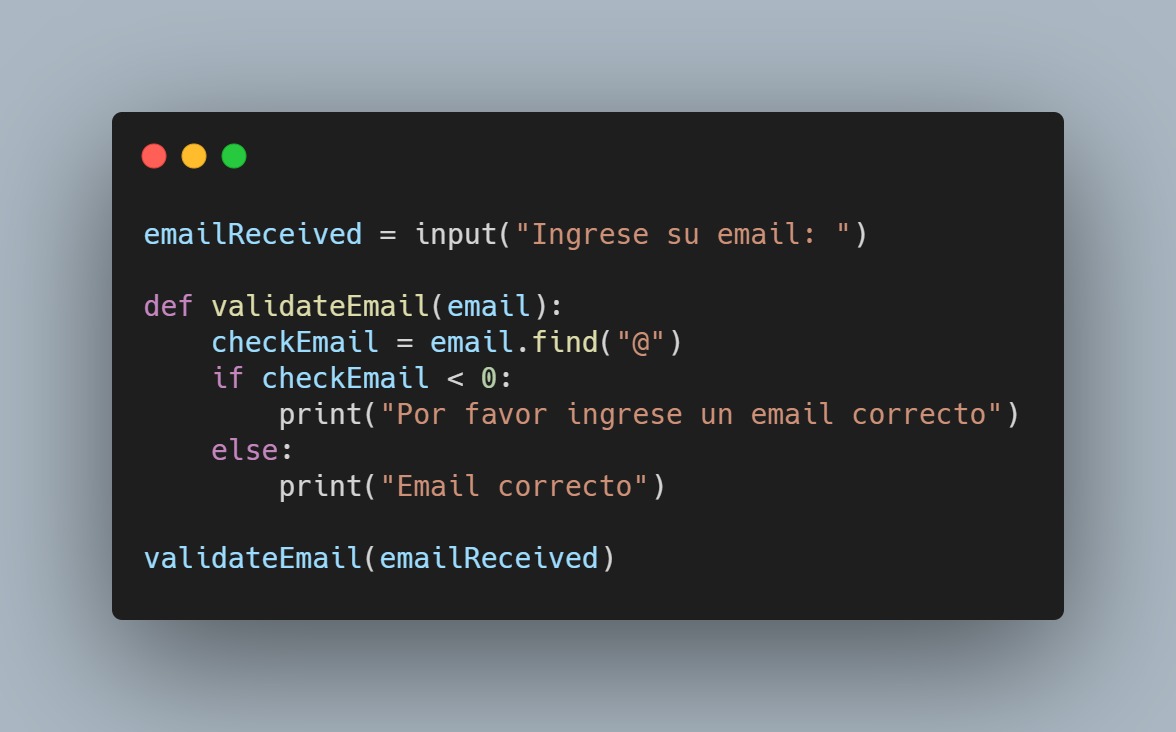 emailReceived = input("Ingrese su email: ")
def validateEmail(email):
    checkEmail = email.find("@")
    if checkEmail < 0:
        print("Por favor ingrese un email correcto")
    else:
        print("Email correcto")
validateEmail(emailReceived)